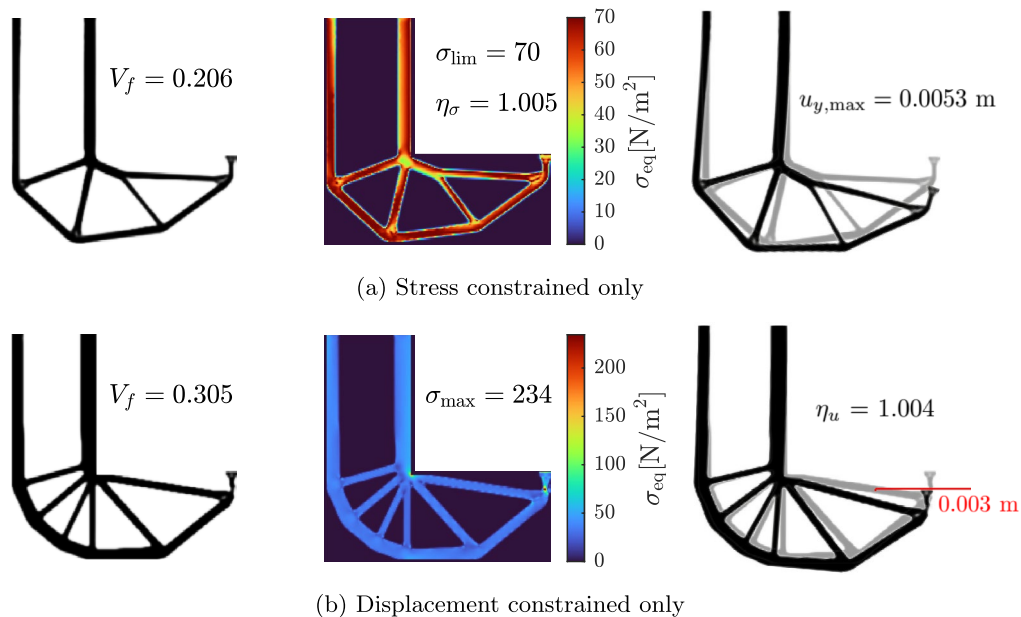 V_f = 0.206
σ_lim = 70
η_σ = 1.005
70
60
50
40
30
20
10
0
σ_eq[N/m²]
u_{y,max} = 0.0053 m
(a) Stress constrained only
V_f = 0.305
σ_max = 234
200
150
100
50
0
σ_eq[N/m²]
η_u = 1.004
0.003 m
(b) Displacement constrained only